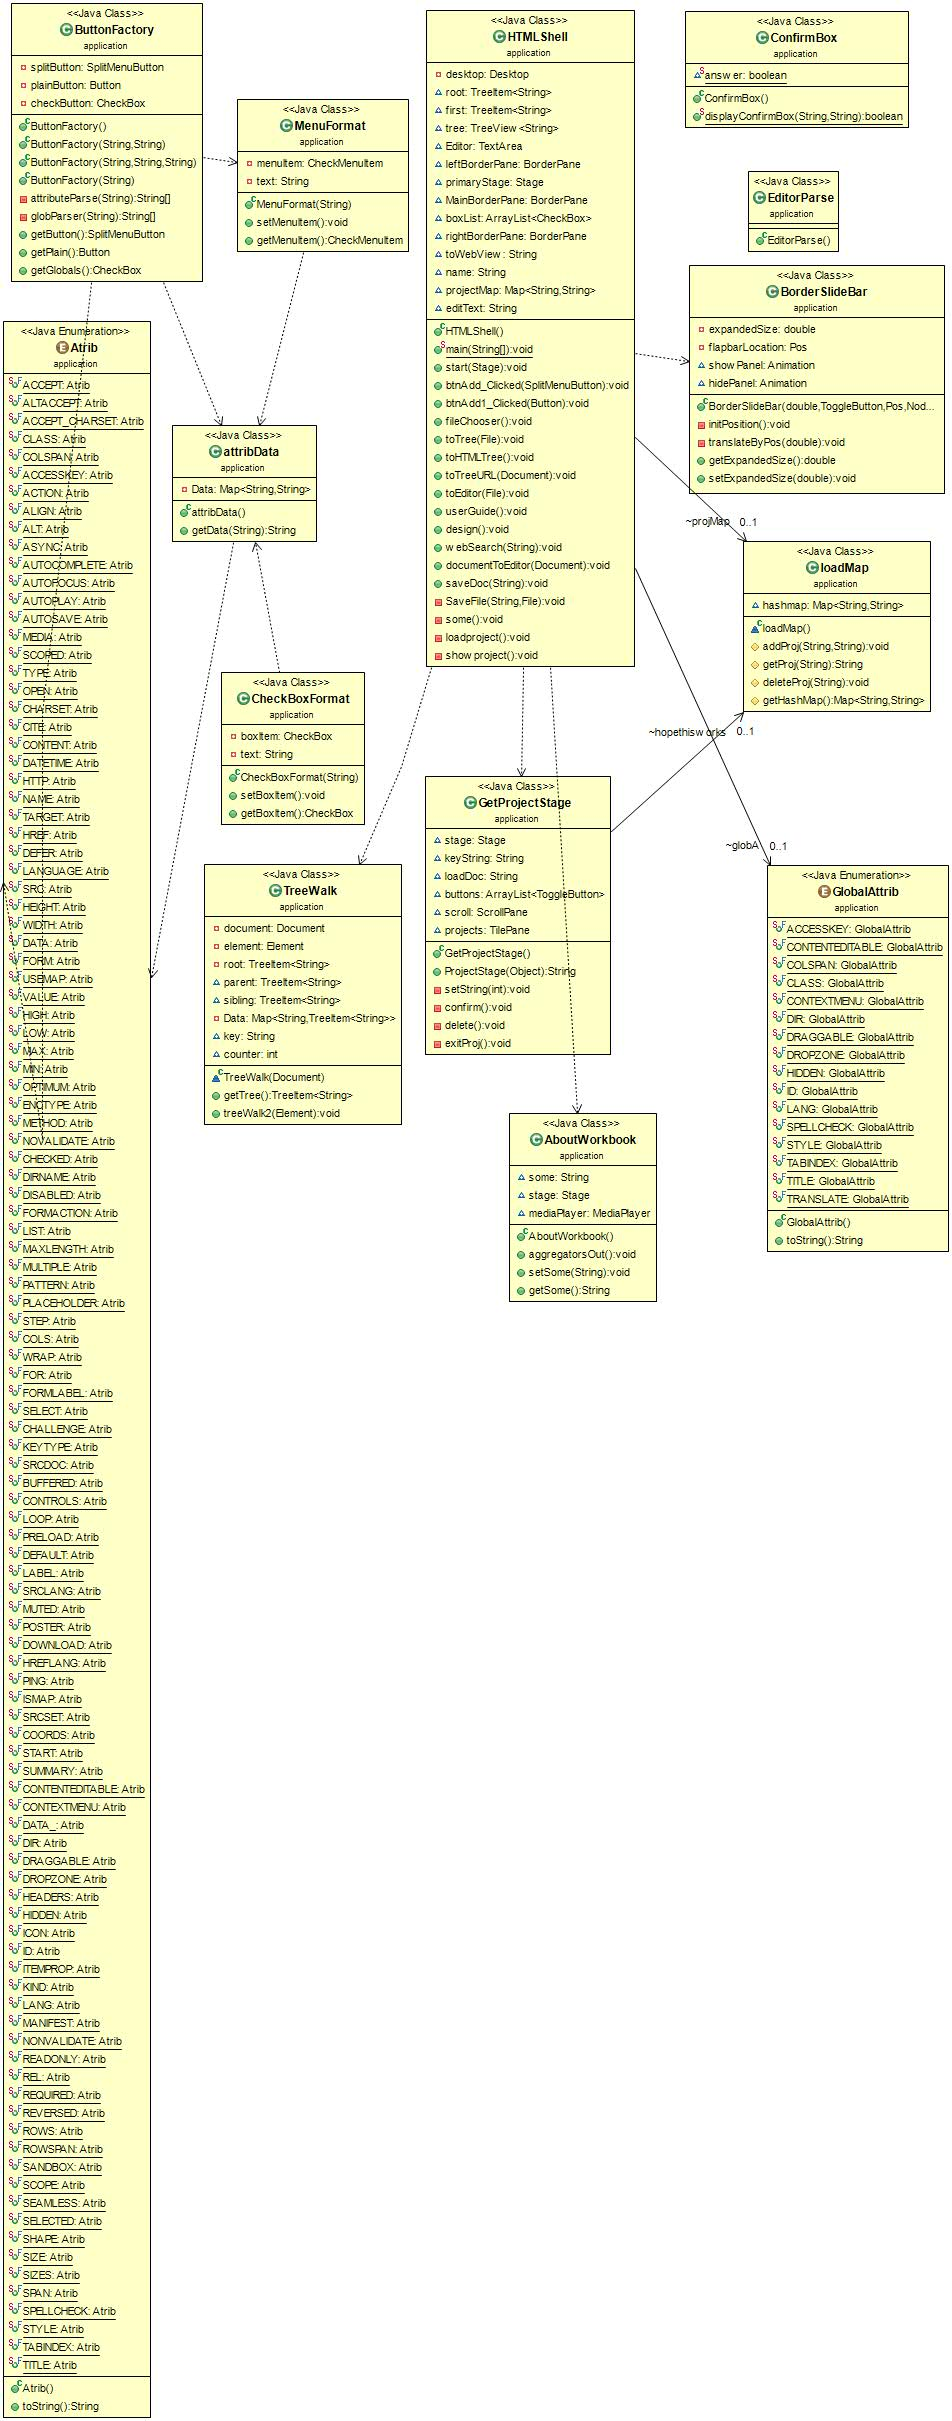 <<Java Class>>
ButtonFactory
application
splitButton: SplitMenuButton
plainButton: Button
checkButton: CheckBox
ButtonFactory()
ButtonFactory(String,String)
ButtonFactory(String,String,String)
ButtonFactory(String)
attributeParse(String):String[]
globParser(String):String[]
getButton():SplitMenuButton
getPlain():Button
getGlobals():CheckBox
<<Java Class>>
MenuFormat
application
menuItem: CheckMenuItem
text: String
MenuFormat(String)
setMenuItem():void
getMenuItem():CheckMenuItem
<<Java Class>>
HTMLShell
application
desktop: Desktop
root: TreeItem<String>
first: TreeItem<String>
tree: TreeView<String>
Editor: TextArea
leftBorderPane: BorderPane
primaryStage: Stage
MainBorderPane: BorderPane
boxList: ArrayList<CheckBox>
rightBorderPane: BorderPane
toWebView: String
name: String
projectMap: Map<String,String>
editText: String
HTMLShell()
main(String[]):void
start(Stage):void
btnAdd_Clicked(SplitMenuButton):void
btnAdd1_Clicked(Button):void
fileChooser():void
toTree(File):void
toHTMLTree():void
toTreeURL(Document):void
toEditor(File):void
userGuide():void
design():void
webSearch(String):void
documentToEditor(Document):void
saveDoc(String):void
SaveFile(String,File):void
some():void
loadproject():void
showproject():void
<<Java Class>>
ConfirmBox
application
answer: boolean
ConfirmBox()
displayConfirmBox(String,String):boolean
<<Java Class>>
EditorParse
application
EditorParse()
<<Java Class>>
BorderSlideBar
application
expandedSize: double
flapbarLocation: Pos
showPanel: Animation
hidePanel: Animation
BorderSlideBar(double,ToggleButton,Pos,Nod...
initPosition():void
translateByPos(double):void
getExpandedSize():double
setExpandedSize(double):void
~projMap 0..1
<<Java Class>>
loadMap
application
hashmap: Map<String,String>
loadMap()
addProj(String,String):void
getProj(String):String
deleteProj(String):void
getHashMap():Map<String,String>
~hopethisworks 0..1
~globA 0..1
<<Java Class>>
attribData
application
Data: Map<String,String>
attribData()
getData(String):String
<<Java Class>>
CheckBoxFormat
application
boxItem: CheckBox
text: String
CheckBoxFormat(String)
setBoxItem():void
getBoxItem():CheckBox
<<Java Class>>
GetProjectStage
application
stage: Stage
keyString: String
loadDoc: String
buttons: ArrayList<ToggleButton>
scroll: ScrollPane
projects: TilePane
GetProjectStage()
ProjectStage(Object):String
setString(int):void
confirm():void
delete():void
exitProj():void
<<Java Class>>
TreeWalk
application
document: Document
element: Element
root: TreeItem<String>
parent: TreeItem<String>
sibling: TreeItem<String>
Data: Map<String,TreeItem<String>>
key: String
counter: int
TreeWalk(Document)
getTree():TreeItem<String>
treeWalk2(Element):void
<<Java Class>>
AboutWorkbook
application
some: String
stage: Stage
mediaPlayer: MediaPlayer
AboutWorkbook()
aggregatorsOut():void
setSome(String):void
getSome():String
<<Java Enumeration>>
GlobalAttrib
application
ACCESSKEY: GlobalAttrib
CONTENTEDITABLE: GlobalAttrib
COLSPAN: GlobalAttrib
CLASS: GlobalAttrib
CONTEXTMENU: GlobalAttrib
DIR: GlobalAttrib
DRAGGABLE: GlobalAttrib
DROPZONE: GlobalAttrib
HIDDEN: GlobalAttrib
ID: GlobalAttrib
LANG: GlobalAttrib
SPELLCHECK: GlobalAttrib
STYLE: GlobalAttrib
TABINDEX: GlobalAttrib
TITLE: GlobalAttrib
TRANSLATE: GlobalAttrib
GlobalAttrib()
toString():String
<<Java Enumeration>>
Atrib
application
ACCEPT: Atrib
ALTACCEPT: Atrib
ACCEPT_CHARSET: Atrib
CLASS: Atrib
COLSPAN: Atrib
ACCESSKEY: Atrib
ACTION: Atrib
ALIGN: Atrib
ALT: Atrib
ASYNC: Atrib
AUTOCOMPLETE: Atrib
AUTOFOCUS: Atrib
AUTOPLAY: Atrib
AUTOSAVE: Atrib
MEDIA: Atrib
SCOPED: Atrib
TYPE: Atrib
OPEN: Atrib
CHARSET: Atrib
CITE: Atrib
CONTENT: Atrib
DATETIME: Atrib
HTTP: Atrib
NAME: Atrib
TARGET: Atrib
HREF: Atrib
DEFER: Atrib
LANGUAGE: Atrib
SRC: Atrib
HEIGHT: Atrib
WIDTH: Atrib
DATA: Atrib
FORM: Atrib
USEMAP: Atrib
VALUE: Atrib
HIGH: Atrib
LOW: Atrib
MAX: Atrib
MIN: Atrib
OPTIMUM: Atrib
ENCTYPE: Atrib
METHOD: Atrib
NOVALIDATE: Atrib
CHECKED: Atrib
DIRNAME: Atrib
DISABLED: Atrib
FORMACTION: Atrib
LIST: Atrib
MAXLENGTH: Atrib
MULTIPLE: Atrib
PATTERN: Atrib
PLACEHOLDER: Atrib
STEP: Atrib
COLS: Atrib
WRAP: Atrib
FOR: Atrib
FORMLABEL: Atrib
SELECT: Atrib
CHALLENGE: Atrib
KEYTYPE: Atrib
SRCDOC: Atrib
BUFFERED: Atrib
CONTROLS: Atrib
LOOP: Atrib
PRELOAD: Atrib
DEFAULT: Atrib
LABEL: Atrib
SRCLANG: Atrib
MUTED: Atrib
POSTER: Atrib
DOWNLOAD: Atrib
HREFLANG: Atrib
PING: Atrib
ISMAP: Atrib
SRCSET: Atrib
COORDS: Atrib
START: Atrib
SUMMARY: Atrib
CONTENTEDITABLE: Atrib
CONTEXTMENU: Atrib
DATA_: Atrib
DIR: Atrib
DRAGGABLE: Atrib
DROPZONE: Atrib
HEADERS: Atrib
HIDDEN: Atrib
ICON: Atrib
ID: Atrib
ITEMPROP: Atrib
KIND: Atrib
LANG: Atrib
MANIFEST: Atrib
NONVALIDATE: Atrib
READONLY: Atrib
REL: Atrib
REQUIRED: Atrib
REVERSED: Atrib
ROWS: Atrib
ROWSPAN: Atrib
SANDBOX: Atrib
SCOPE: Atrib
SEAMLESS: Atrib
SELECTED: Atrib
SHAPE: Atrib
SIZE: Atrib
SIZES: Atrib
SPAN: Atrib
SPELLCHECK: Atrib
STYLE: Atrib
TABINDEX: Atrib
TITLE: Atrib
Atrib()
toString():String